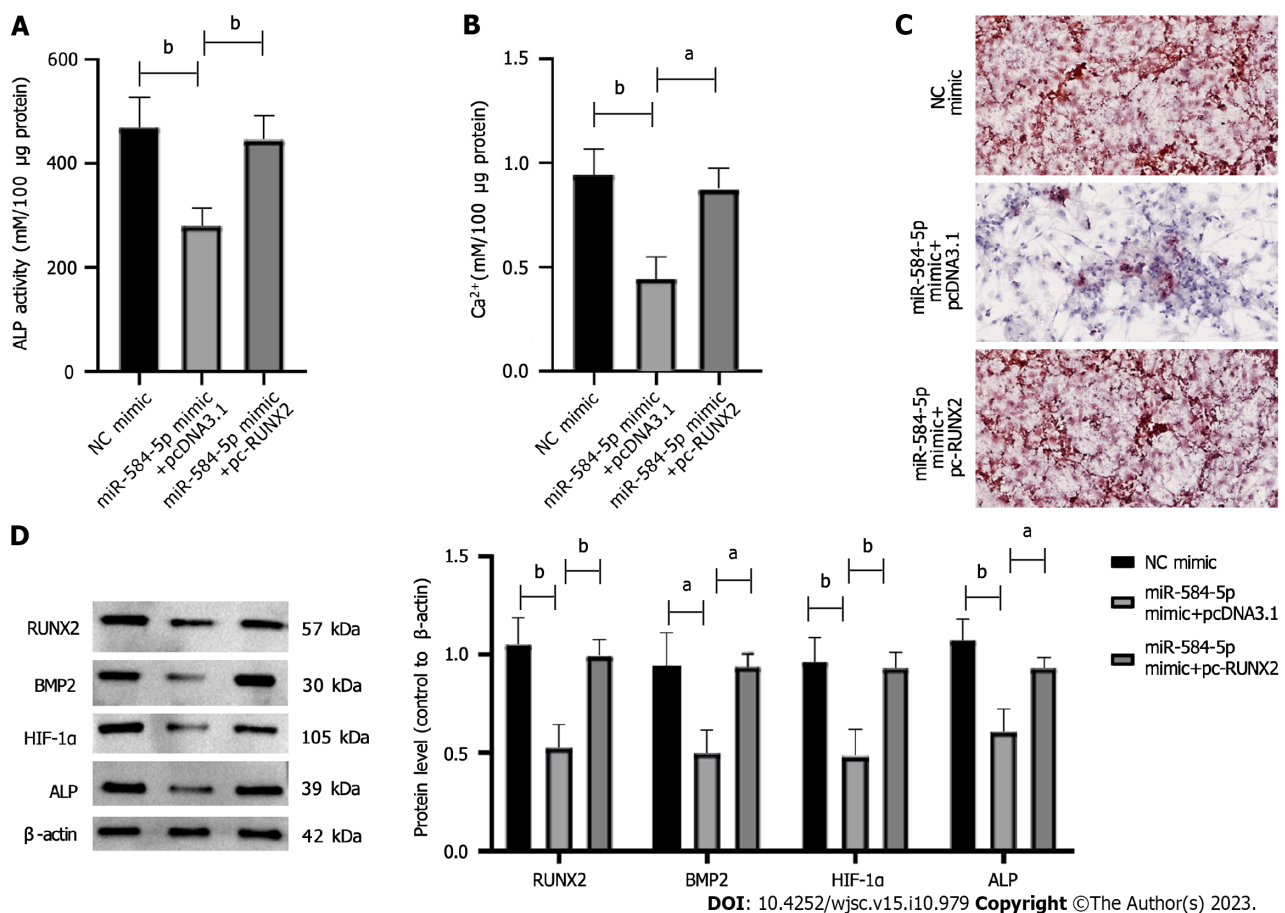 A
b
b
600
400
200
0
ALP activity (mM/100 µg protein)
NC mimic
miR-584-5p mimic
+pcDNA3.1
miR-584-5p mimic
+pc-RUNX2
B
a
b
1.5
1.0
0.5
0.0
Ca²⁺(mM/100 µg protein)
NC mimic
miR-584-5p mimic
+pcDNA3.1
miR-584-5p mimic
+pc-RUNX2
C
NC
mimic
miR-584-5p
mimic+
pcDNA3.1
miR-584-5p
mimic+
pc-RUNX2
D
RUNX2
57 kDa
BMP2
30 kDa
HIF-1α
105 kDa
ALP
39 kDa
β-actin
42 kDa
1.5
1.0
0.5
0.0
Protein level (control to β-actin)
b
b
a
a
b
b
b
a
RUNX2
BMP2
HIF-1α
ALP
NC mimic
miR-584-5p
mimic+pcDNA3.1
miR-584-5p
mimic+pc-RUNX2
DOI: 10.4252/wjsc.v15.i10.979 Copyright ©The Author(s) 2023.